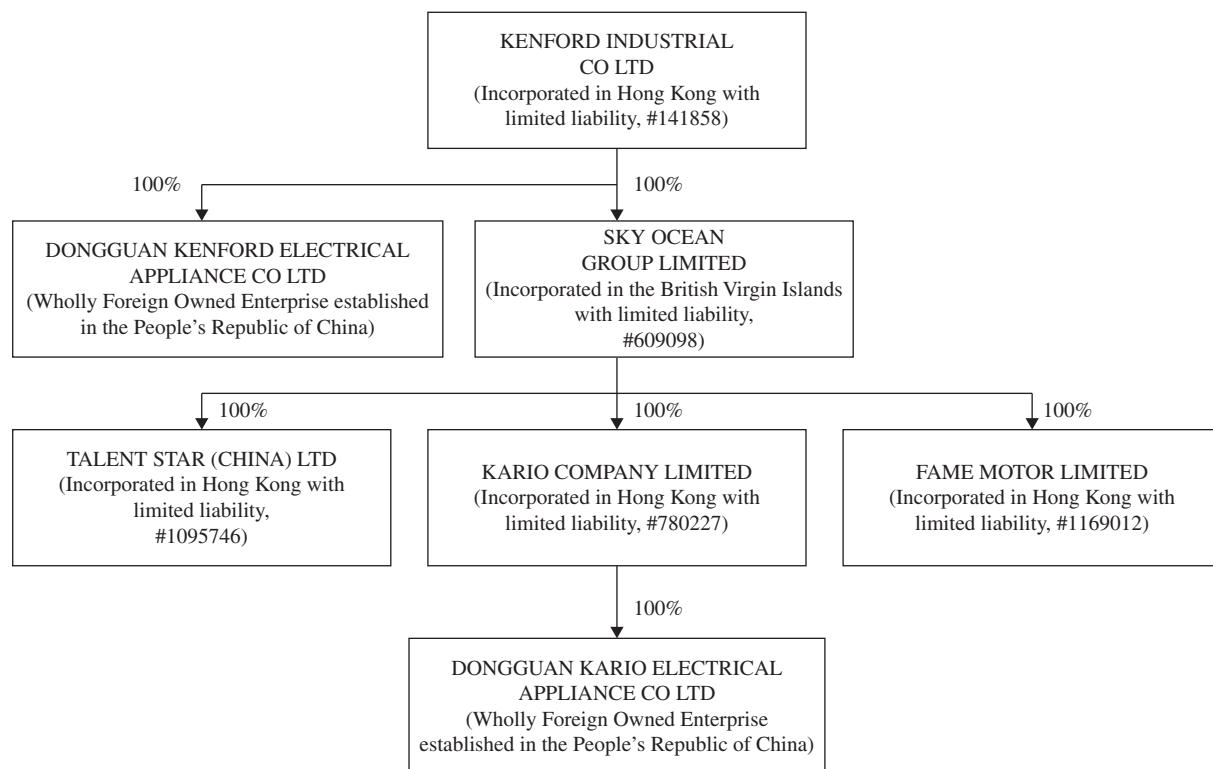 KENFORD INDUSTRIAL
CO LTD
(Incorporated in Hong Kong with
limited liability, #141858)
100%
100%
DONGGUAN KENFORD ELECTRICAL
APPLIANCE CO LTD
(Wholly Foreign Owned Enterprise established
in the People's Republic of China)
SKY OCEAN
GROUP LIMITED
(Incorporated in the British Virgin Islands
with limited liability,
#609098)
100%
100%
100%
TALENT STAR (CHINA) LTD
(Incorporated in Hong Kong with
limited liability,
#1095746)
KARIO COMPANY LIMITED
(Incorporated in Hong Kong with
limited liability, #780227)
FAME MOTOR LIMITED
(Incorporated in Hong Kong with
limited liability, #1169012)
100%
DONGGUAN KARIO ELECTRICAL
APPLIANCE CO LTD
(Wholly Foreign Owned Enterprise
established in the People's Republic of China)